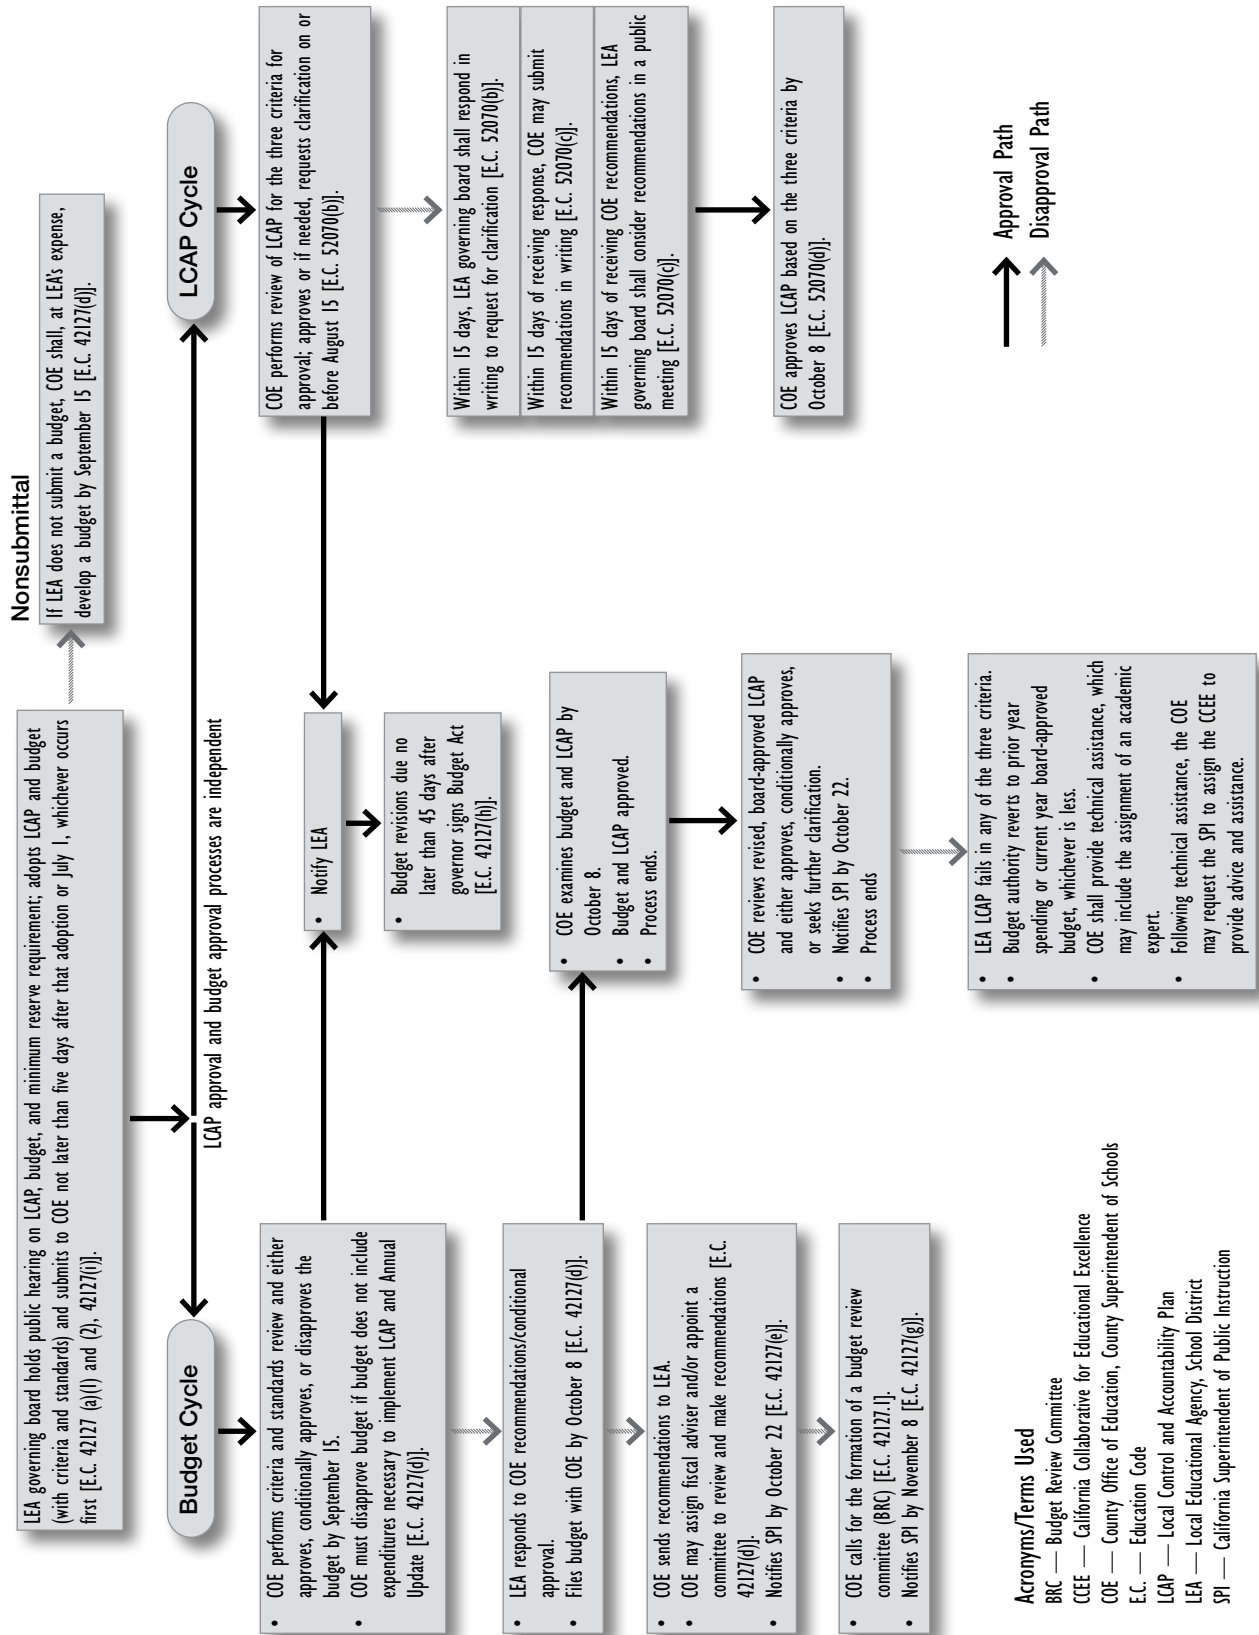 Nonsubmittal
LEA governing board holds public hearing on LCAP, budget, and minimum reserve requirement; adopts LCAP and budget
(with criteria and standards) and submits to COE not later than five days after that adoption or July 1, whichever occurs
first [E.C. 42127 (a)(1) and (2), 42127(i)].
If LEA does not submit a budget, COE shall, at LEA's expense,
develop a budget by September 15 [E.C. 42127(d)].
Budget Cycle
LCAP approval and budget approval processes are independent
LCAP Cycle
• COE performs criteria and standards review and either
approves, conditionally approves, or disapproves the
budget by September 15.
• COE must disapprove budget if budget does not include
expenditures necessary to implement LCAP and Annual
Update [E.C. 42127(d)].
• Notify LEA
• Budget revisions due no
later than 45 days after
governor signs Budget Act
[E.C. 42127(h)].
COE performs review of LCAP for the three criteria for
approval; approves or if needed, requests clarification on or
before August 15 [E.C. 52070(b)].
• LEA responds to COE recommendations/conditional
approval.
• Files budget with COE by October 8 [E.C. 42127(d)].
• COE examines budget and LCAP by
October 8.
• Budget and LCAP approved.
• Process ends.
Within 15 days, LEA governing board shall respond in
writing to request for clarification [E.C. 52070(b)].
Within 15 days of receiving response, COE may submit
recommendations in writing [E.C. 52070(c)].
Within 15 days of receiving COE recommendations, LEA
governing board shall consider recommendations in a public
meeting [E.C. 52070(c)].
• COE sends recommendations to LEA.
• COE may assign fiscal adviser and/or appoint a
committee to review and make recommendations [E.C.
42127(d)].
• Notifies SPI by October 22 [E.C. 42127(e)].
• COE reviews revised, board-approved LCAP
and either approves, conditionally approves,
or seeks further clarification.
• Notifies SPI by October 22.
• Process ends
COE approves LCAP based on the three criteria by
October 8 [E.C. 52070(d)].
• COE calls for the formation of a budget review
committee (BRC) [E.C. 42127.1].
• Notifies SPI by November 8 [E.C. 42127(g)].
• LEA LCAP fails in any of the three criteria.
• Budget authority reverts to prior year
spending or current year board-approved
budget, whichever is less.
• COE shall provide technical assistance, which
may include the assignment of an academic
expert.
• Following technical assistance, the COE
may request the SPI to assign the CCEE to
provide advice and assistance.
Approval Path
Disapproval Path
Acronyms/Terms Used
BRC — Budget Review Committee
CCEE — California Collaborative for Educational Excellence
COE — County Office of Education, County Superintendent of Schools
E.C. — Education Code
LCAP — Local Control and Accountability Plan
LEA — Local Educational Agency, School District
SPI — California Superintendent of Public Instruction